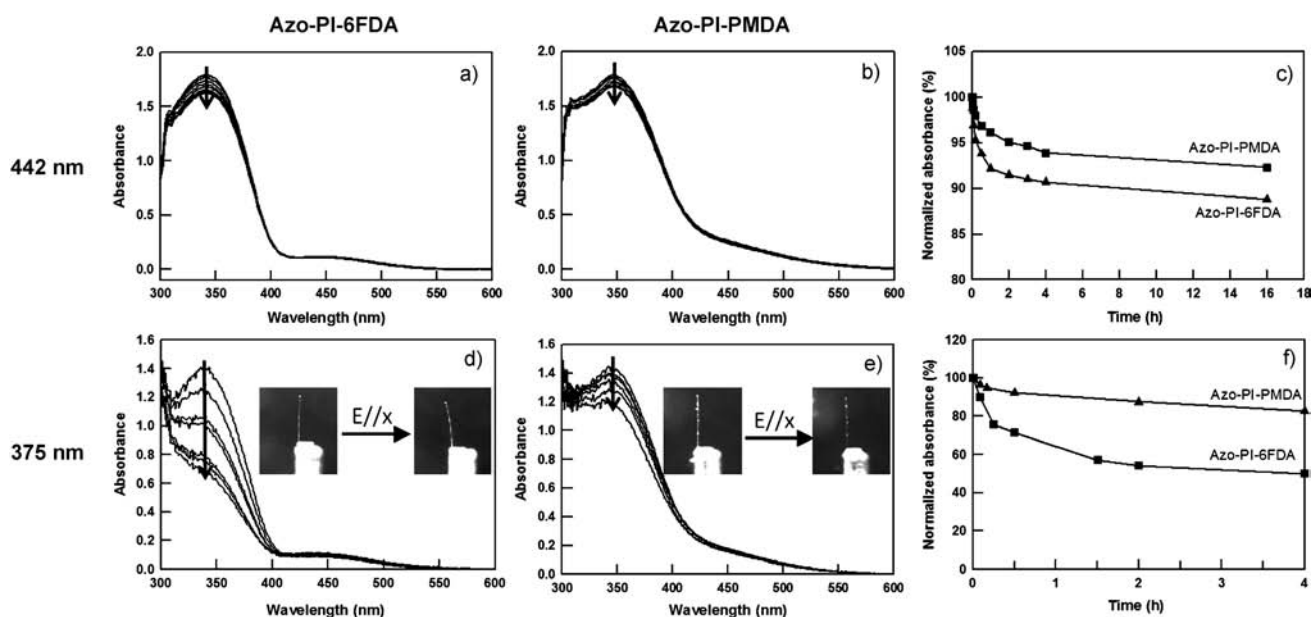 Azo-PI-6FDA
Azo-PI-PMDA
442 nm
a)
2.0
1.5
1.0
0.5
0.0
Absorbance
300 350 400 450 500 550 600
Wavelength (nm)
b)
2.0
1.5
1.0
0.5
0.0
Absorbance
300 350 400 450 500 550 600
Wavelength (nm)
c)
105
100
95
90
85
80
Normalized absorbance (%)
Azo-PI-PMDA
Azo-PI-6FDA
0 2 4 6 8 10 12 14 16 18
Time (h)
375 nm
d)
1.6
1.4
1.2
1.0
0.8
0.6
0.4
0.2
0.0
Absorbance
E//x
300 350 400 450 500 550 600
Wavelength (nm)
e)
1.6
1.4
1.2
1.0
0.8
0.6
0.4
0.2
0.0
Absorbance
E//x
300 350 400 450 500 550 600
Wavelength (nm)
f)
120
100
80
60
40
20
0
Normalized absorbance (%)
Azo-PI-PMDA
Azo-PI-6FDA
0 1 2 3 4
Time (h)